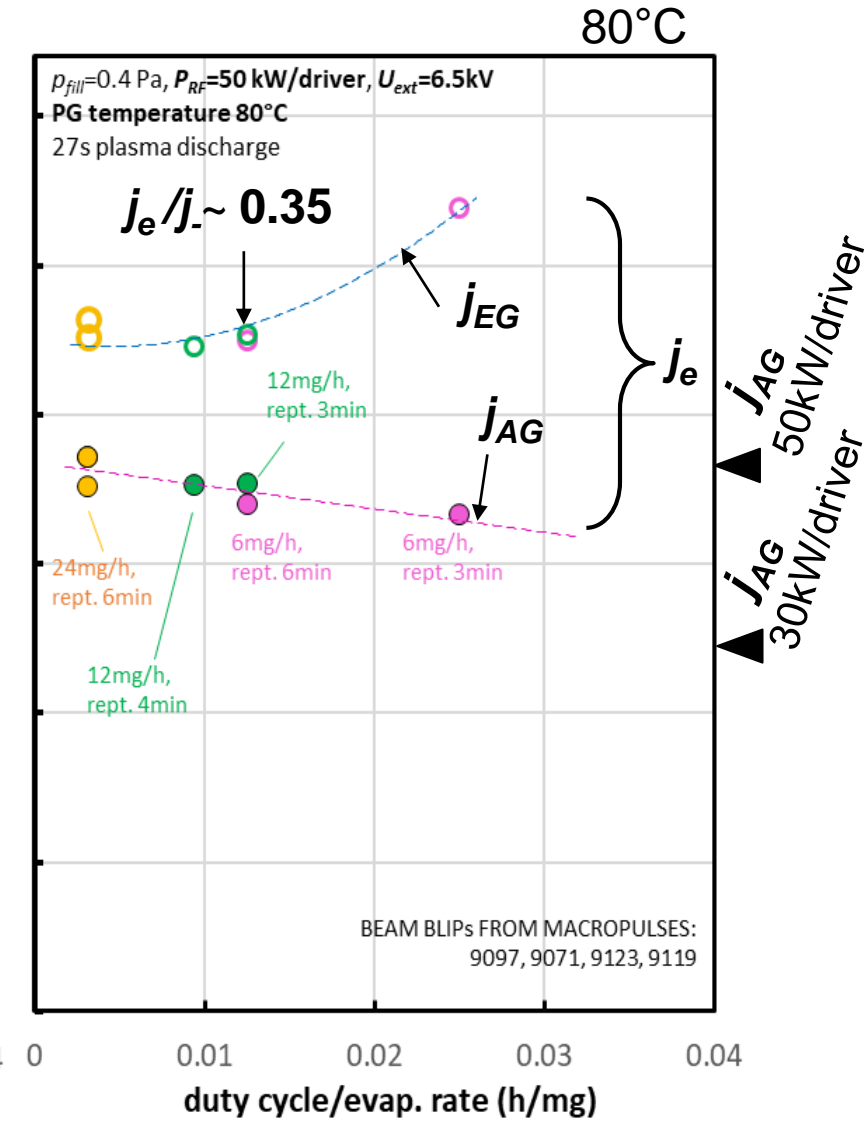 80°C
p_fill=0.4 Pa, P_RF=50 kW/driver, U_ext=6.5kV
PG temperature 80°C
27s plasma discharge
j_e/j_-~ 0.35
j_EG
j_e
12mg/h,
rept. 3min
j_AG
j_AG
50kW/driver
24mg/h,
rept. 6min
6mg/h,
rept. 6min
6mg/h,
rept. 3min
j_AG
30kW/driver
12mg/h,
rept. 4min
BEAM BLIPs FROM MACROPULSES:
9097, 9071, 9123, 9119
0 0.01 0.02 0.03 0.04
duty cycle/evap. rate (h/mg)